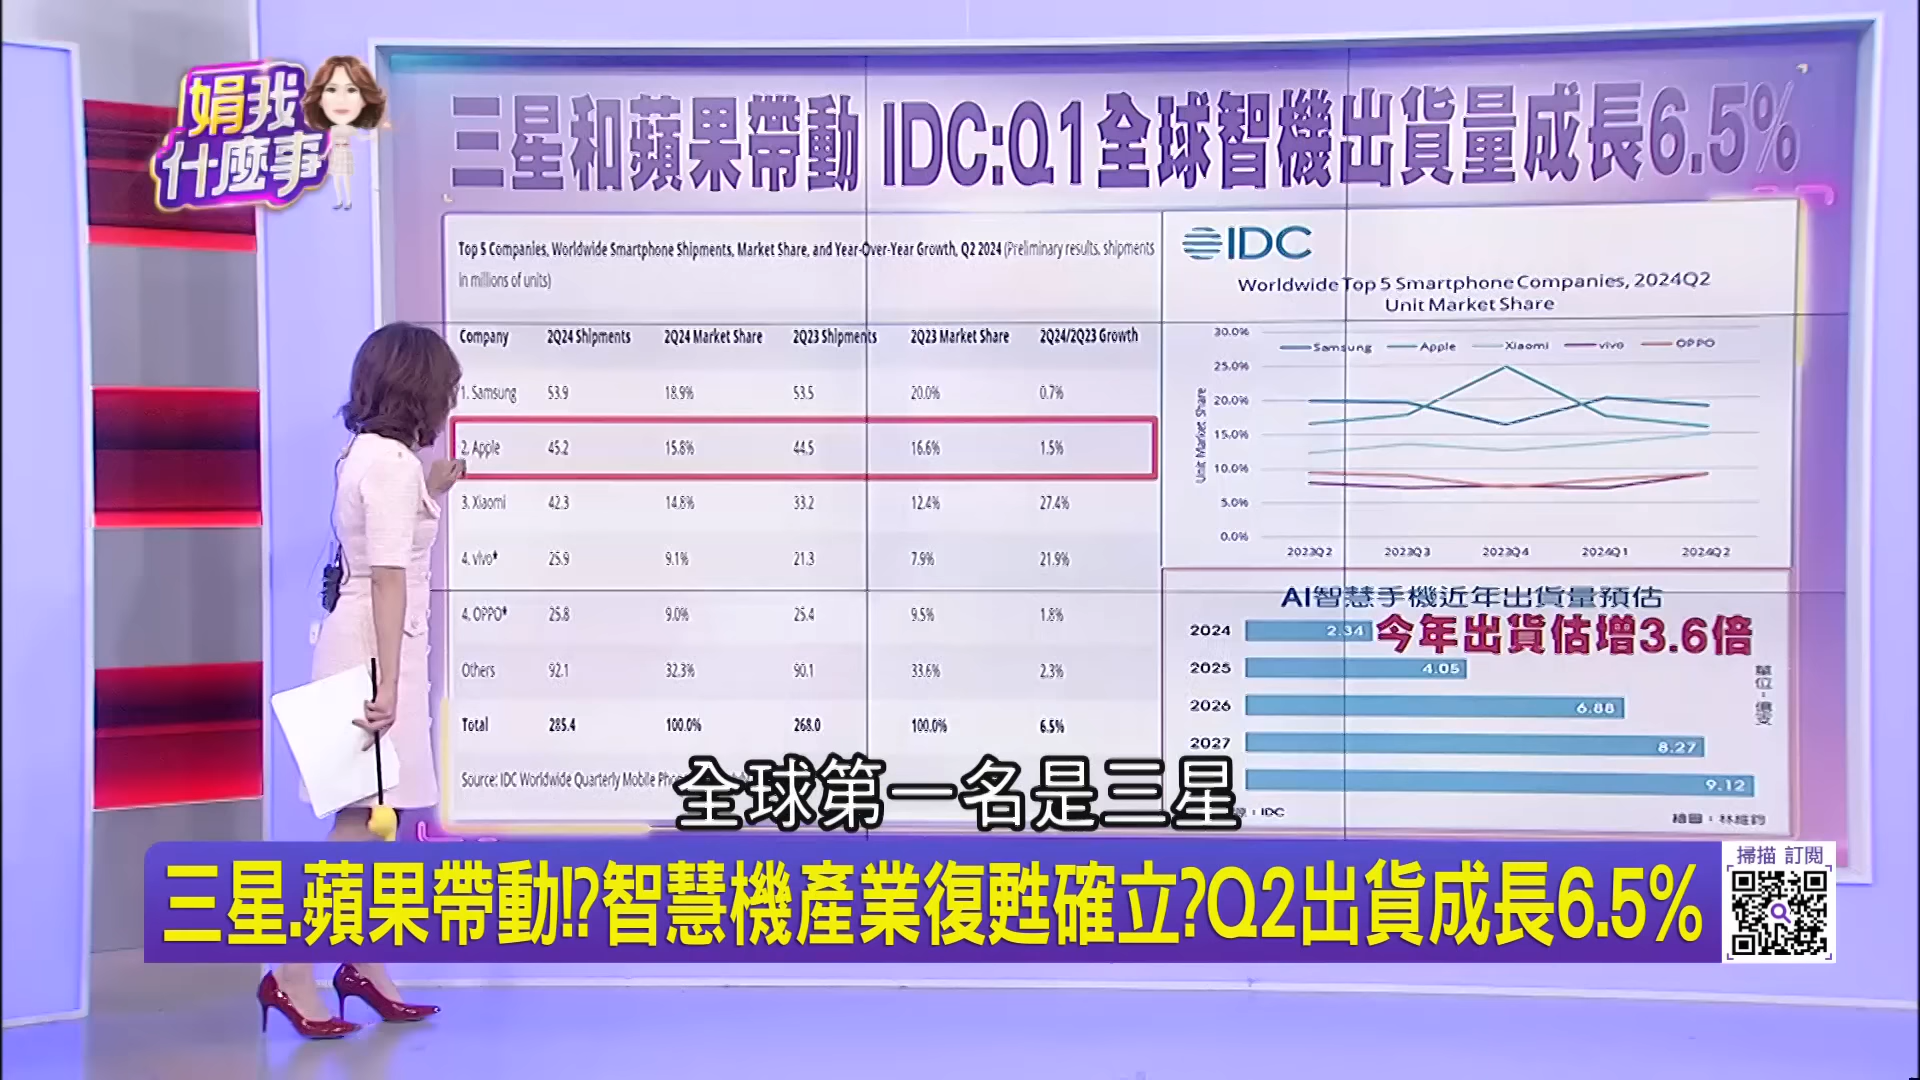 娟我
什麼事
三星和蘋果帶動 IDC:Q1全球智機出貨量成長6.5%
Top 5 Companies, Worldwide Smartphone Shipments, Market Share, and Year-Over-Year Growth, Q2 2024 (Preliminary results, shipments
in millions of units)
Company 2Q24 Shipments 2Q24 Market Share 2Q23 Shipments 2Q23 Market Share 2Q24/2Q23 Growth
1. Samsung 53.9 18.9% 53.5 20.0% 0.7%
2. Apple 45.2 15.8% 44.5 16.6% 1.5%
3. Xiaomi 42.3 14.8% 33.2 12.4% 27.4%
4. vivo* 25.9 9.1% 21.3 7.9% 21.9%
4. OPPO* 25.8 9.0% 25.4 9.5% 1.8%
Others 92.1 32.3% 90.1 33.6% 2.3%
Total 285.4 100.0% 268.0 100.0% 6.5%
Source: IDC Worldwide Quarterly Mobile
IDC
Worldwide Top 5 Smartphone Companies, 2024Q2
Unit Market Share
Samsung Apple Xiaomi vivo OPPO
Unit Market Share
30.0%
25.0%
20.0%
15.0%
10.0%
5.0%
0.0%
2023Q2 2023Q3 2023Q4 2024Q1 2024Q2
AI智慧手機近年出貨量預估
2024 2.34 今年出貨估增3.6倍
2025 4.05
2026 6.88
2027 8.27
9.12
單位：億支
：IDC
繪圖：林維鈞
全球第一名是三星
三星.蘋果帶動!?智慧機產業復甦確立?Q2出貨成長6.5%
掃描 訂閱